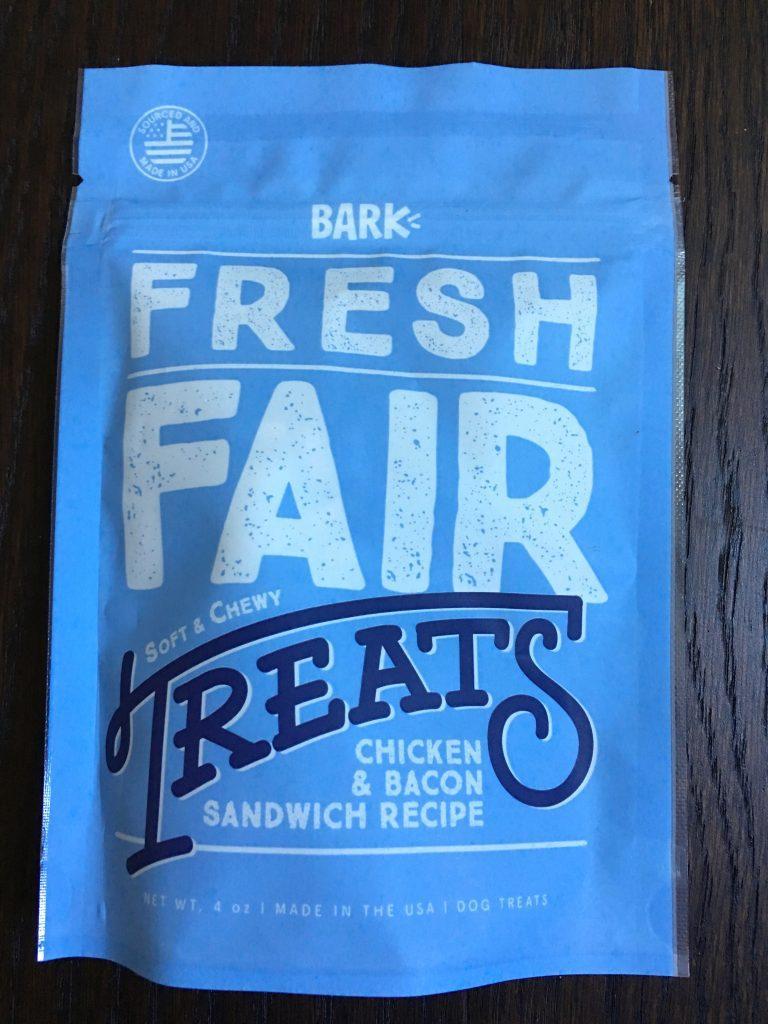 SOURCED AND
MADE IN USA
BARK
FRESH
FAIR
SOFT & CHEWY
TREATS
CHICKEN
& BACON
SANDWICH RECIPE
NET WT. 4 oz | MADE IN THE USA | DOG TREATS